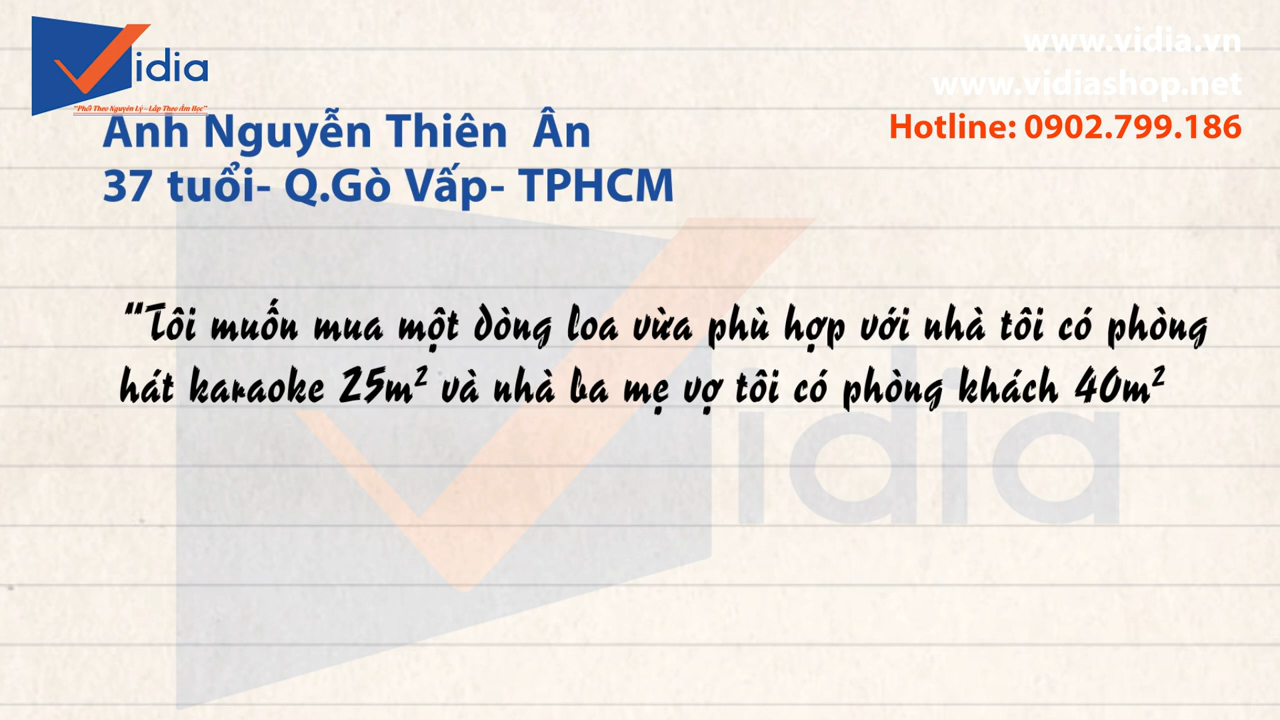 idia
"Phối Theo Nguyên Lý - Lắp Theo Âm Học"
www.vidia.vn
www.vidiashop.net
Hotline: 0902.799.186
Anh Nguyễn Thiên Ân
37 tuổi- Q.Gò Vấp- TPHCM
“Tôi muốn mua một dòng loa vừa phù hợp với nhà tôi có phòng
hát karaoke 25m² và nhà ba mẹ vợ tôi có phòng khách 40m²
idia